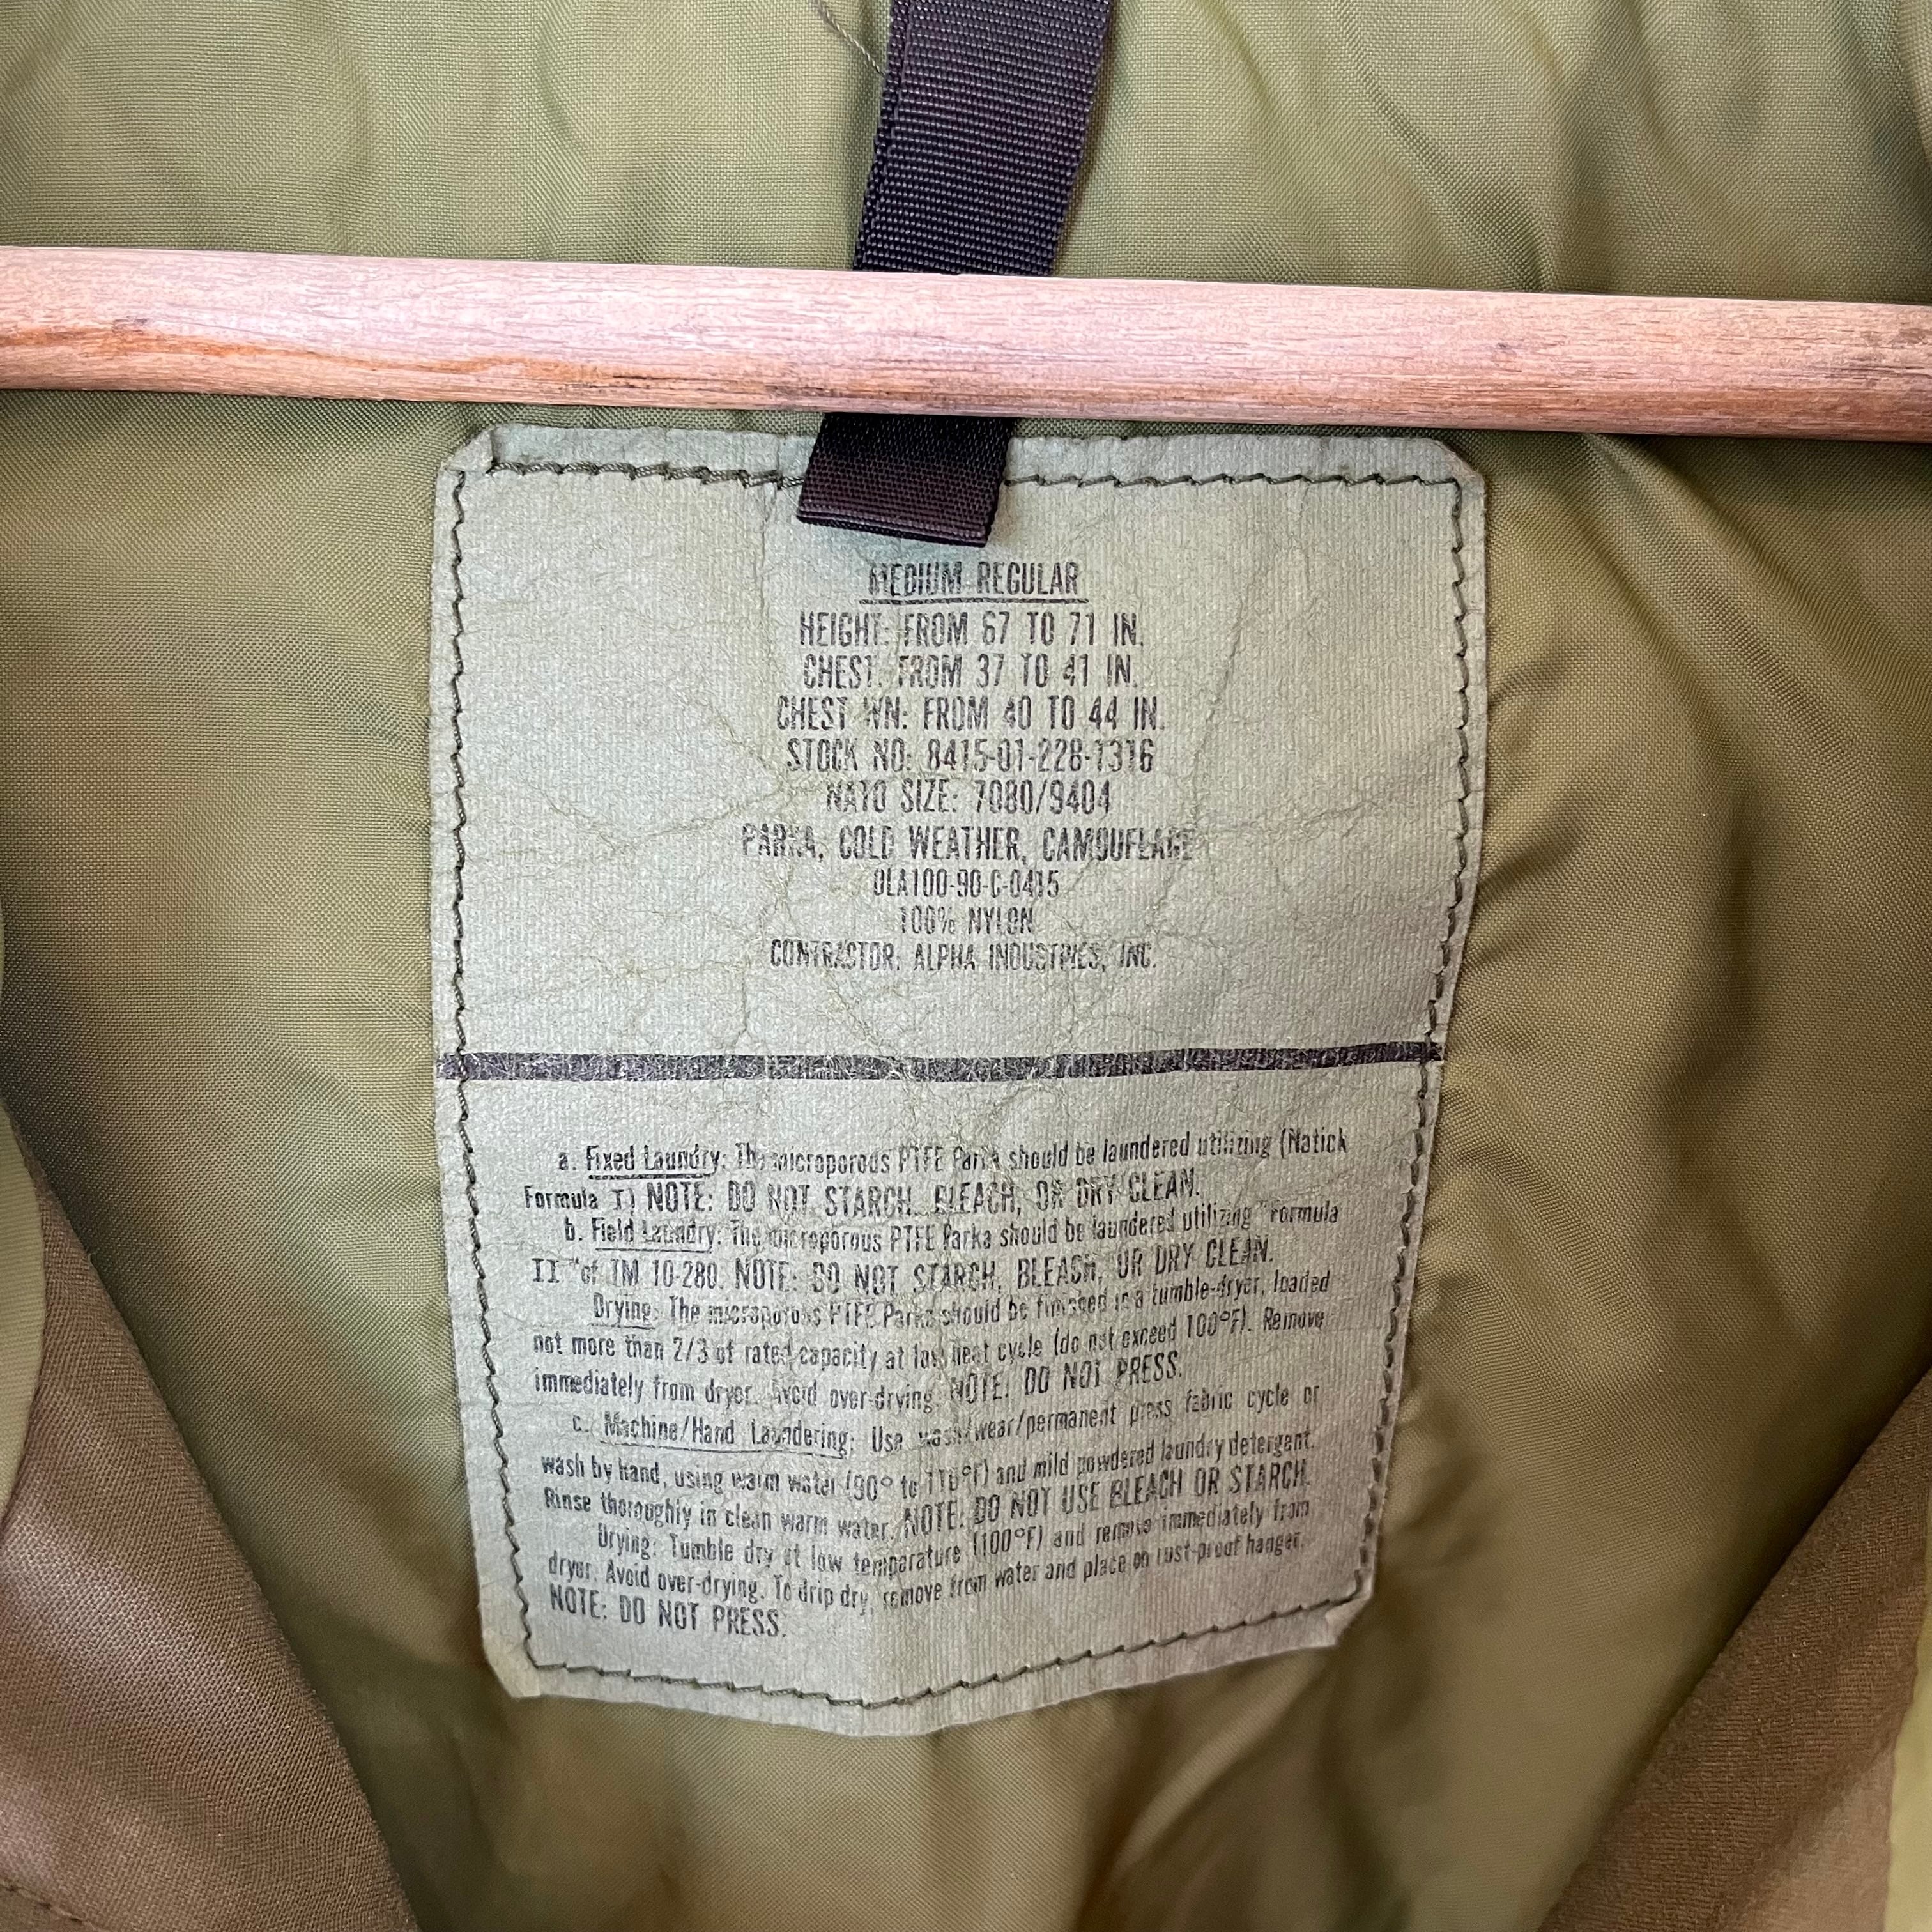 MEDIUM REGULAR
HEIGHT: FROM 67 TO 71 IN.
CHEST: FROM 37 TO 41 IN.
CHEST WN: FROM 40 TO 44 IN.
STOCK NO: 8415-01-228-1316
NATO SIZE: 7080/9404
PARKA, COLD WEATHER, CAMOUFLAGE
DLA100-90-C-0415
100% NYLON
CONTRACTOR: ALPHA INDUSTRIES, INC.
a. Fixed Laundry: The microporous PTFE Parka should be laundered utilizing (Natick
Formula I) NOTE: DO NOT STARCH, BLEACH, OR DRY CLEAN.
b. Field Laundry: The microporous PTFE Parka should be laundered utilizing "Formula
II" of TM 10-280. NOTE: DO NOT STARCH, BLEACH, OR DRY CLEAN.
Drying: The microporous PTFE Parka should be finished in a tumble-dryer, loaded
not more than 2/3 of rated capacity at low heat cycle (do not exceed 100°F). Remove
immediately from dryer. Avoid over-drying. NOTE: DO NOT PRESS.
c. Machine/Hand Laundering: Use wash/wear/permanent press fabric cycle or
wash by hand, using warm water (90° to 110°F) and mild powdered laundry detergent.
Rinse thoroughly in clean warm water. NOTE: DO NOT USE BLEACH OR STARCH.
Drying: Tumble dry at low temperature (100°F) and remove immediately from
dryer. Avoid over-drying. To drip dry, remove from water and place on rust-proof hanger.
NOTE: DO NOT PRESS.